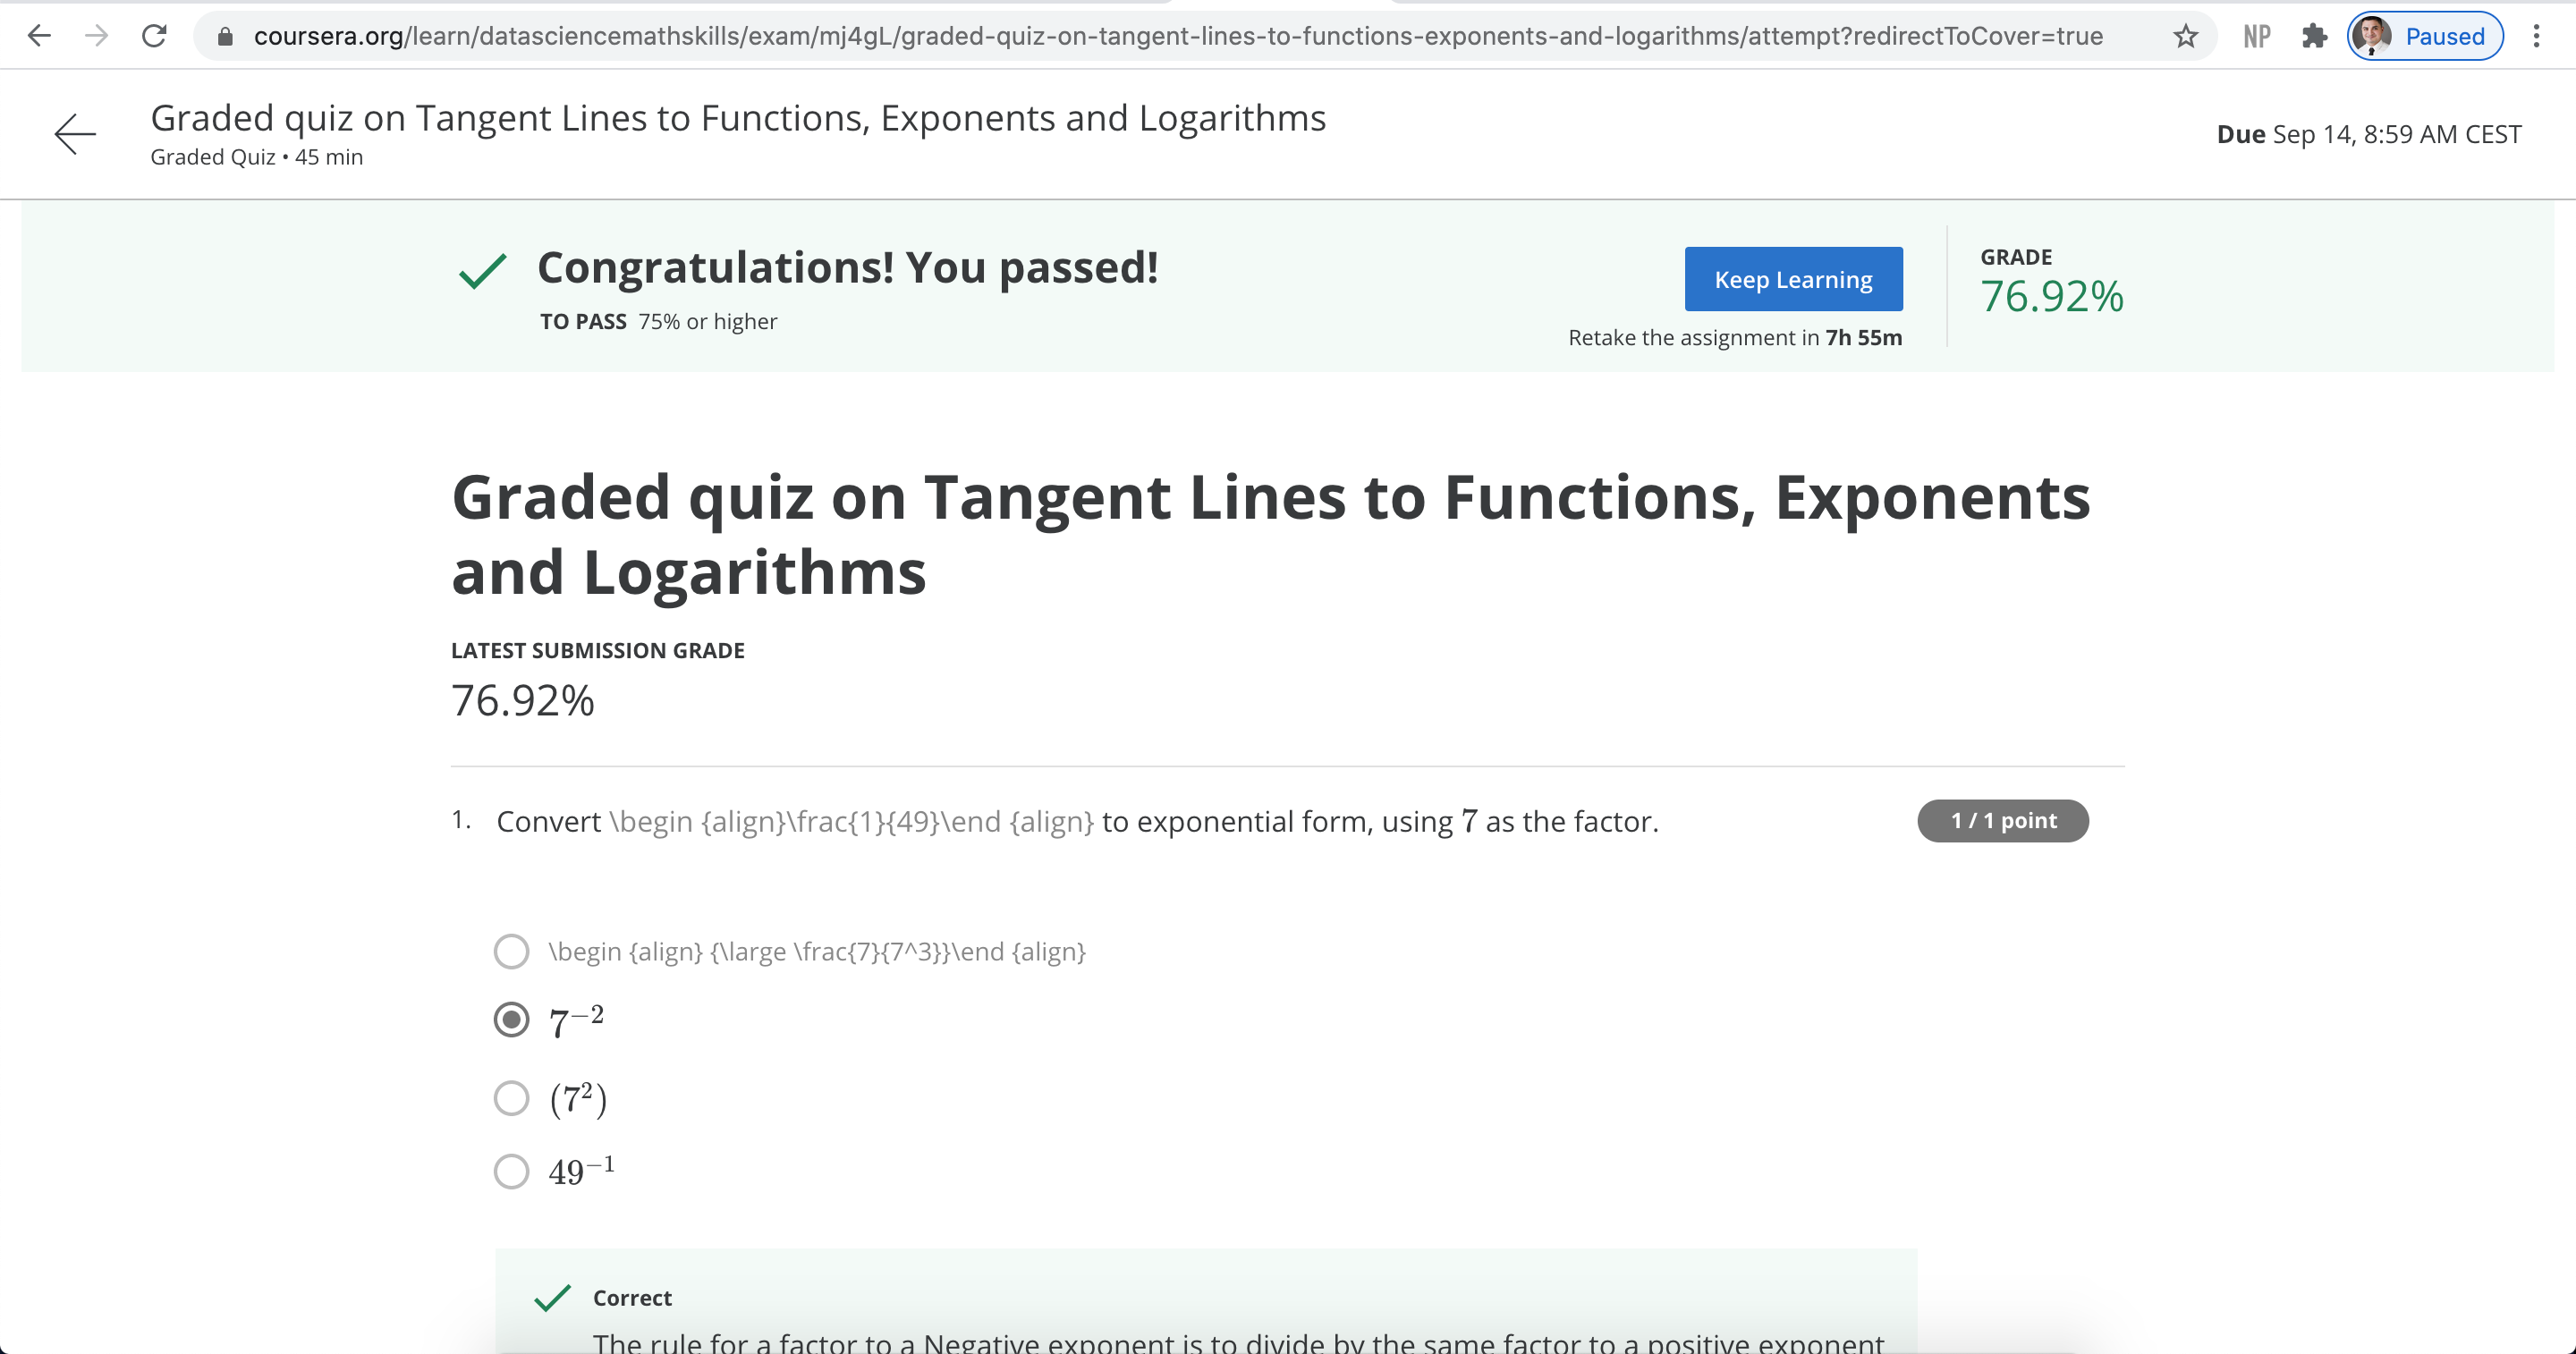 coursera.org/learn/datasciencemathskills/exam/mj4gL/graded-quiz-on-tangent-lines-to-functions-exponents-and-logarithms/attempt?redirectToCover=true
NP
Paused
Graded quiz on Tangent Lines to Functions, Exponents and Logarithms
Graded Quiz • 45 min
Due Sep 14, 8:59 AM CEST
Congratulations! You passed!
TO PASS 75% or higher
Keep Learning
Retake the assignment in 7h 55m
GRADE
76.92%
Graded quiz on Tangent Lines to Functions, Exponents
and Logarithms
LATEST SUBMISSION GRADE
76.92%
1. Convert \begin {align}\frac{1}{49}\end {align} to exponential form, using 7 as the factor.
1 / 1 point
\begin {align} {\large \frac{7}{7^3}}\end {align}
7⁻²
(7²)
49⁻¹
Correct
The rule for a factor to a Negative exponent is to divide by the same factor to a positive exponent